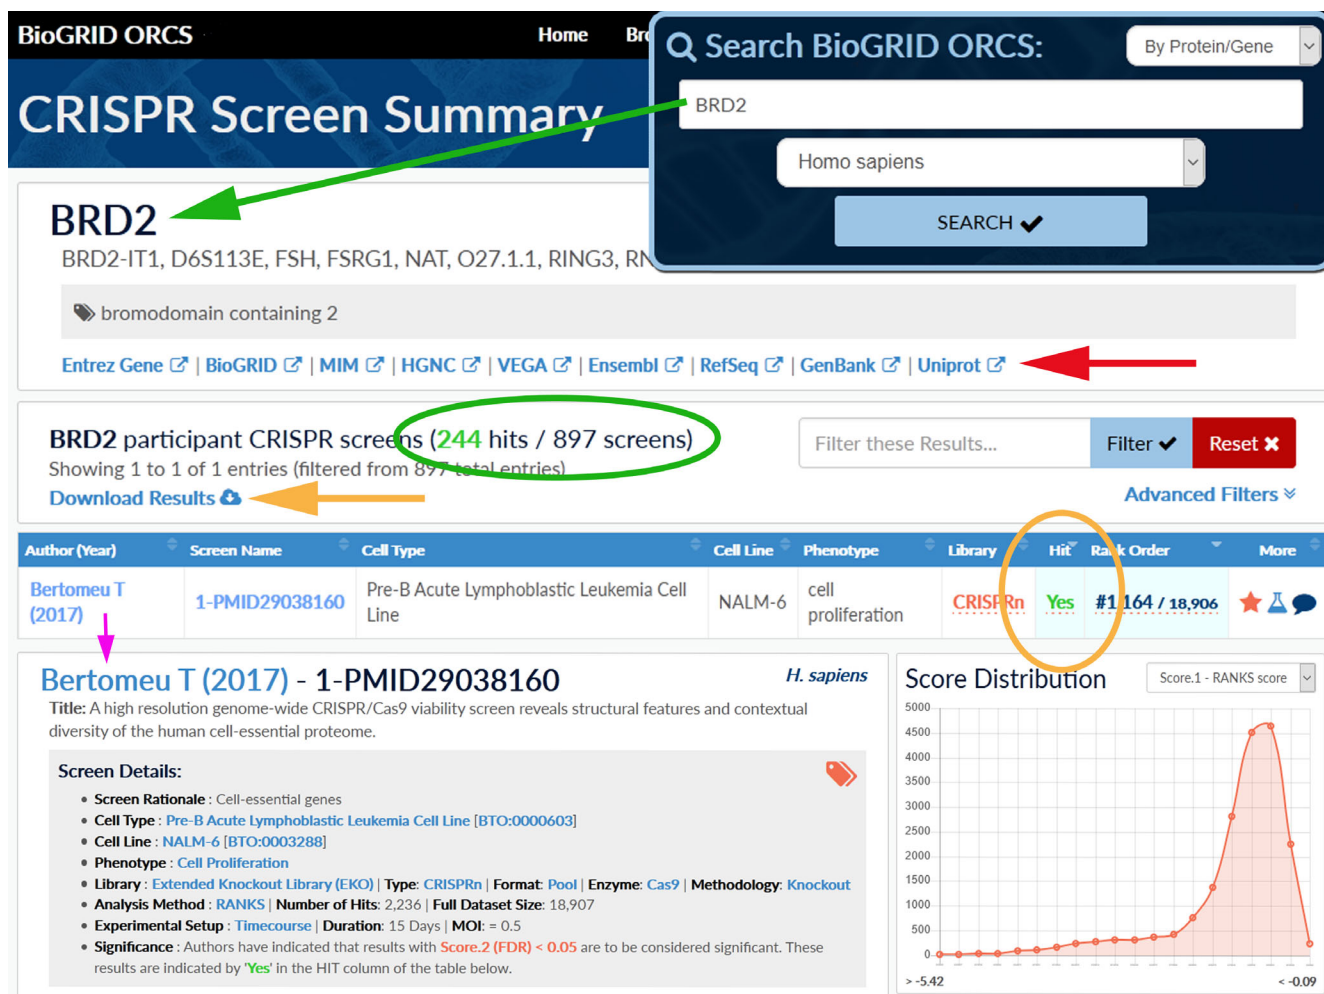 BioGRID ORCS
Home
Search BioGRID ORCS:
By Protein/Gene
BRD2
Homo sapiens
SEARCH
CRISPR Screen Summary
BRD2
BRD2-IT1, D6S113E, FSH, FSRG1, NAT, O27.1.1, RING3,
bromodomain containing 2
Entrez Gene | BioGRID | MIM | HGNC | VEGA | Ensembl | RefSeq | GenBank | Uniprot
BRD2 participant CRISPR screens (244 hits / 897 screens)
Showing 1 to 1 of 1 entries (filtered from 897 total entries)
Download Results
Filter these Results...
Filter
Reset
Advanced Filters
Author (Year) Screen Name Cell Type Cell Line Phenotype Library Hit Rank Order More
Bertomeu T (2017)
1-PMID29038160
Pre-B Acute Lymphoblastic Leukemia Cell
Line
NALM-6
cell
proliferation
CRISPRn
Yes
#1,164 / 18,906
Bertomeu T (2017) - 1-PMID29038160
H. sapiens
Title: A high resolution genome-wide CRISPR/Cas9 viability screen reveals structural features and contextual
diversity of the human cell-essential proteome.
Screen Details:
Screen Rationale : Cell-essential genes
Cell Type : Pre-B Acute Lymphoblastic Leukemia Cell Line [BTO:0000603]
Cell Line : NALM-6 [BTO:0003288]
Phenotype : Cell Proliferation
Library : Extended Knockout Library (EKO) | Type: CRISPRn | Format: Pool | Enzyme: Cas9 | Methodology: Knockout
Analysis Method : RANKS | Number of Hits: 2,236 | Full Dataset Size: 18,907
Experimental Setup : Timecourse | Duration: 15 Days | MOI: = 0.5
Significance : Authors have indicated that results with Score.2 (FDR) < 0.05 are to be considered significant. These
results are indicated by 'Yes' in the HIT column of the table below.
Score Distribution
Score.1 - RANKS score
5000
4500
4000
3500
3000
2500
2000
1500
1000
500
0
> -5.42
< -0.09